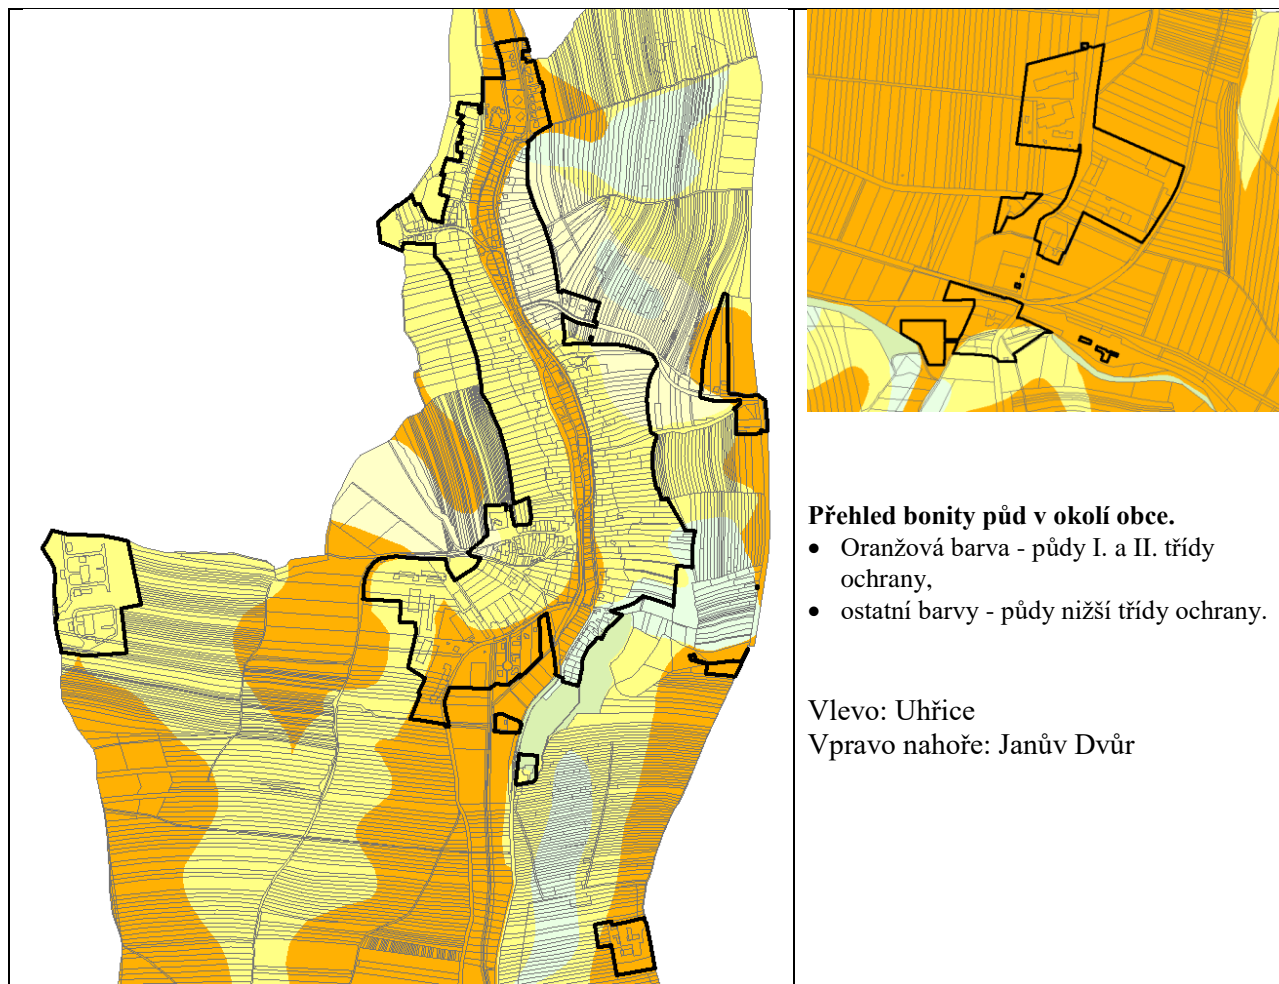 Přehled bonity půd v okolí obce.
• Oranžová barva - půdy I. a II. třídy
ochrany,
• ostatní barvy - půdy nižší třídy ochrany.
Vlevo: Uhřice
Vpravo nahoře: Janův Dvůr